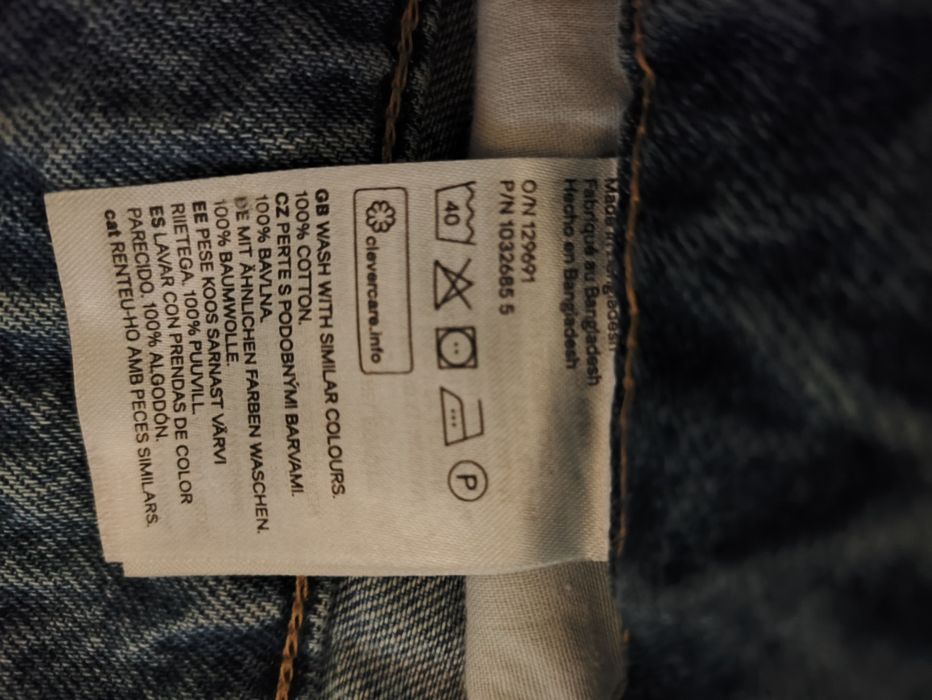 Made in Bangladesh
Fabriqué au Bangladesh
Hecho en Bangladesh
O/N 129691
P/N 1032685 5
40
P
clevercare.info
GB WASH WITH SIMILAR COLOURS.
100% COTTON.
CZ PERTE S PODOBNÝMI BARVAMI.
100% BAVLNA.
DE MIT ÄHNLICHEN FARBEN WASCHEN.
100% BAUMWOLLE.
EE PESE KOOS SARNAST VÄRVI
RIIETEGA. 100% PUUVILL.
ES LAVAR CON PRENDAS DE COLOR
PARECIDO, 100% ALGODÓN.
cat RENTEU-HO AMB PECES SIMILARS.